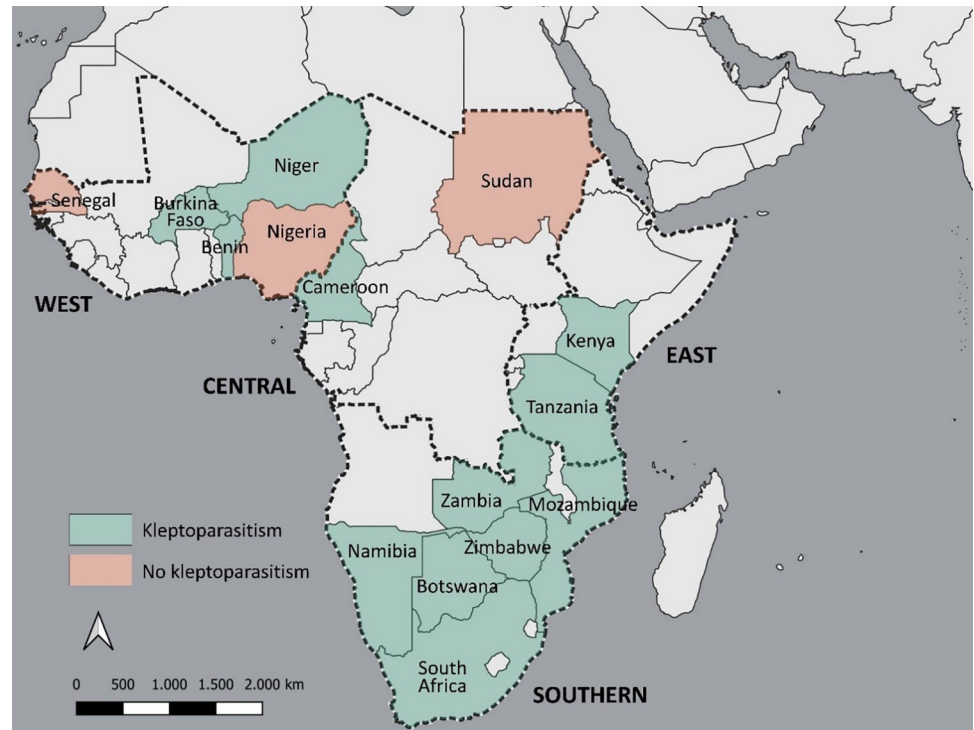 Niger
Sudan
Senegal
Burkina
Faso
Nigeria
Benin
Cameroon
WEST
Kenya
EAST
CENTRAL
Tanzania
Zambia
Mozambique
Kleptoparasitism
Namibia
Zimbabwe
No kleptoparasitism
Botswana
South
Africa
0 500 1.000 1.500 2.000 km
SOUTHERN